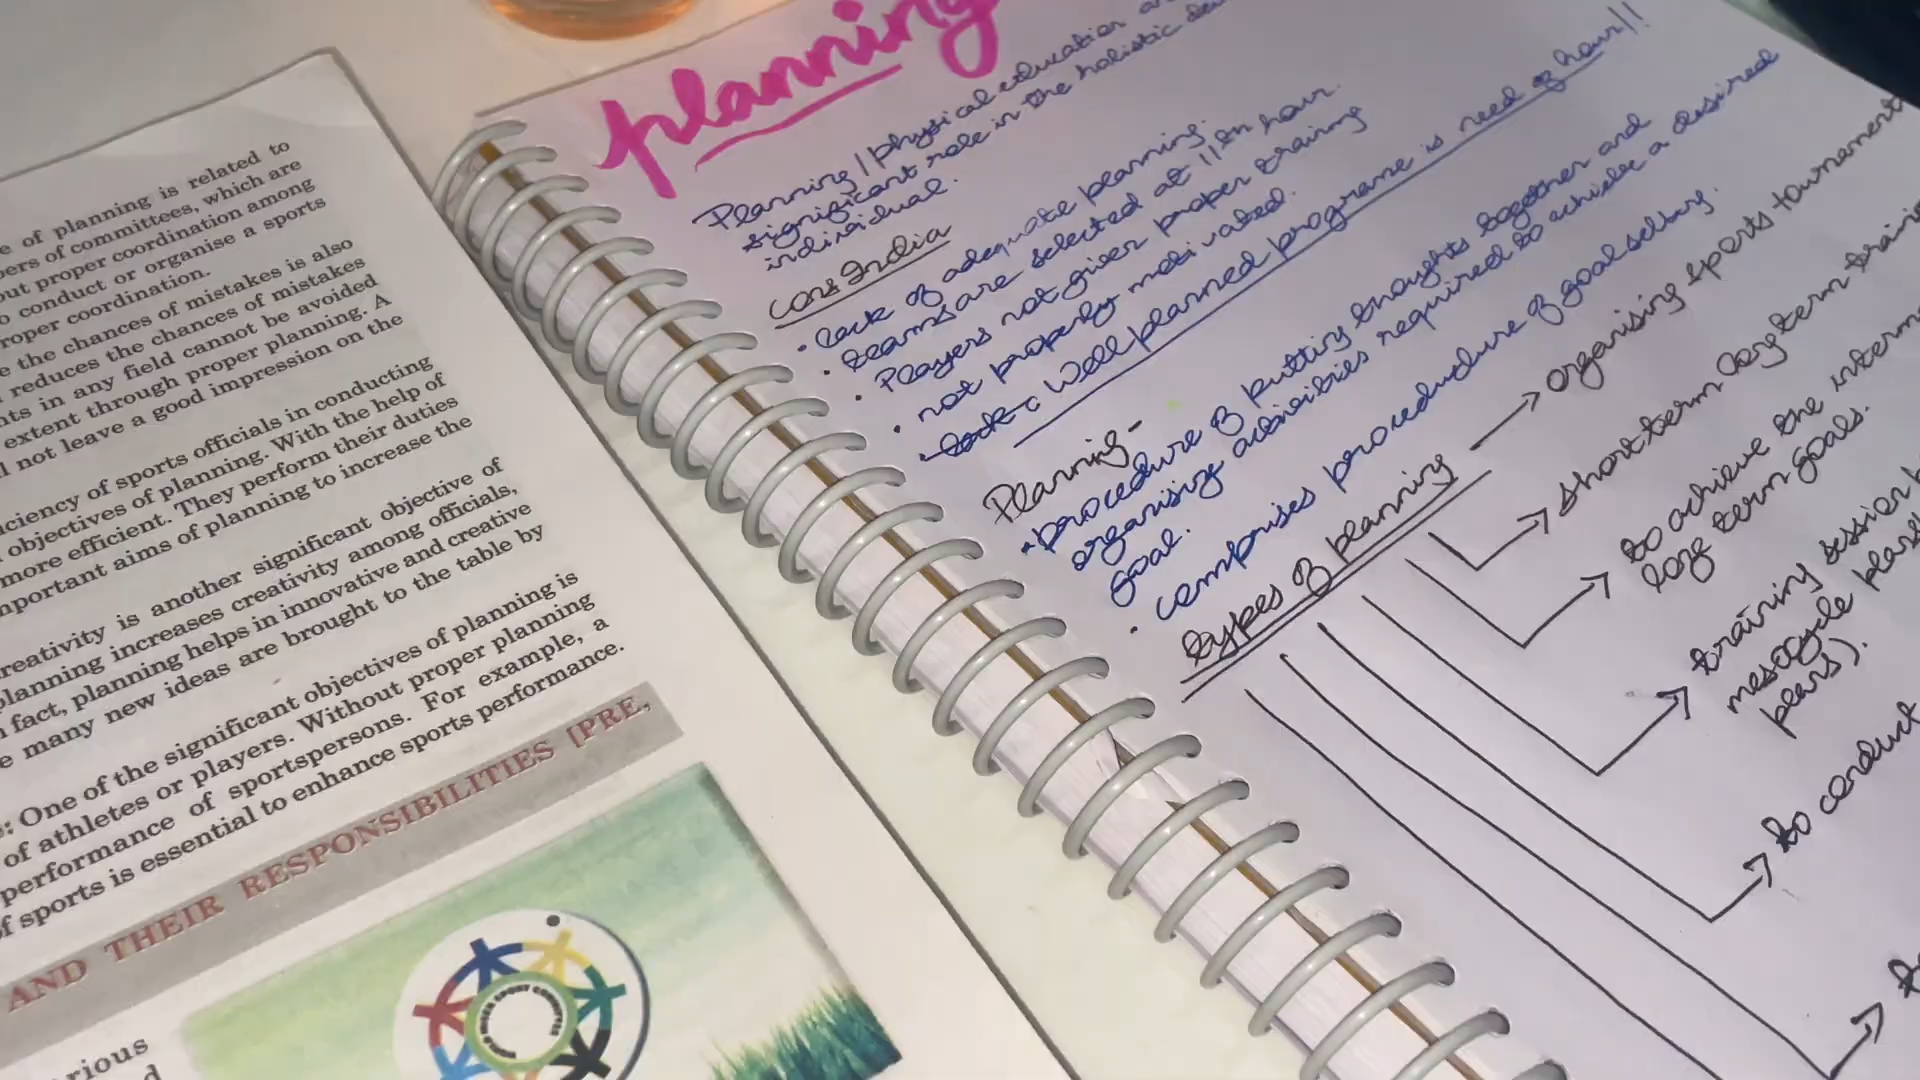 e of planning is related to
bers of committees, which are
out proper coordination among
o conduct or organise a sports
roper coordination.
e the chances of mistakes is also
reduces the chances of mistakes
nts in any field cannot be avoided
extent through proper planning. A
l not leave a good impression on the
ciency of sports officials in conducting
objectives of planning. With the help of
more efficient. They perform their duties
mportant aims of planning to increase the
reativity is another significant objective of
planning increases creativity among officials,
n fact, planning helps in innovative and creative
e many new ideas are brought to the table by
e: One of the significant objectives of planning is
of athletes or players. Without proper planning
performance of sportspersons. For example, a
of sports is essential to enhance sports performance.
AND THEIR RESPONSIBILITIES [PRE,
rious
planning
Planning / physical education
significant role in the holistic
individual.
India
• lack of adequate planning.
• teams are selected at 11th hour.
• Players not given proper training
• not properly motivated.
Well planned programe is need of hour!!
Planning-
• procedure of putting thoughts together and
organising activities required to achieve a desired
goal.
• comprises procedudure of goal setting.
types of planning
organising sports tournament
short term / long term
to achieve the
long term goals.
training session
mesocycle plans
plans).
to conduct